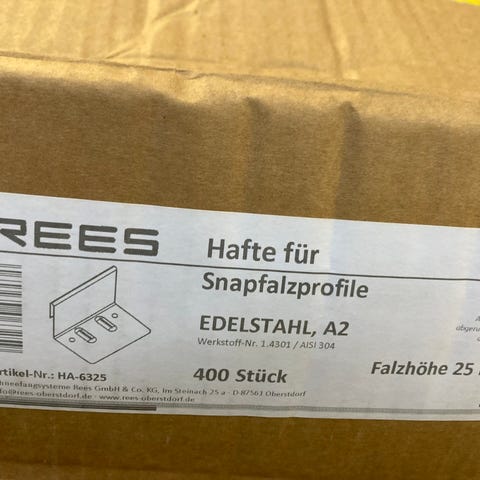 REES
Hafte für
Snapfalzprofile
EDELSTAHL, A2
Werkstoff-Nr. 1.4301 / AISI 304
400 Stück
Falzhöhe 25
rtikel-Nr.: HA-6325
hneefangsysteme Rees GmbH & Co. KG, Im Steinach 25 a - D-87561 Oberstdorf
nfo@rees-oberstdorf.de - www.rees-oberstdorf.de